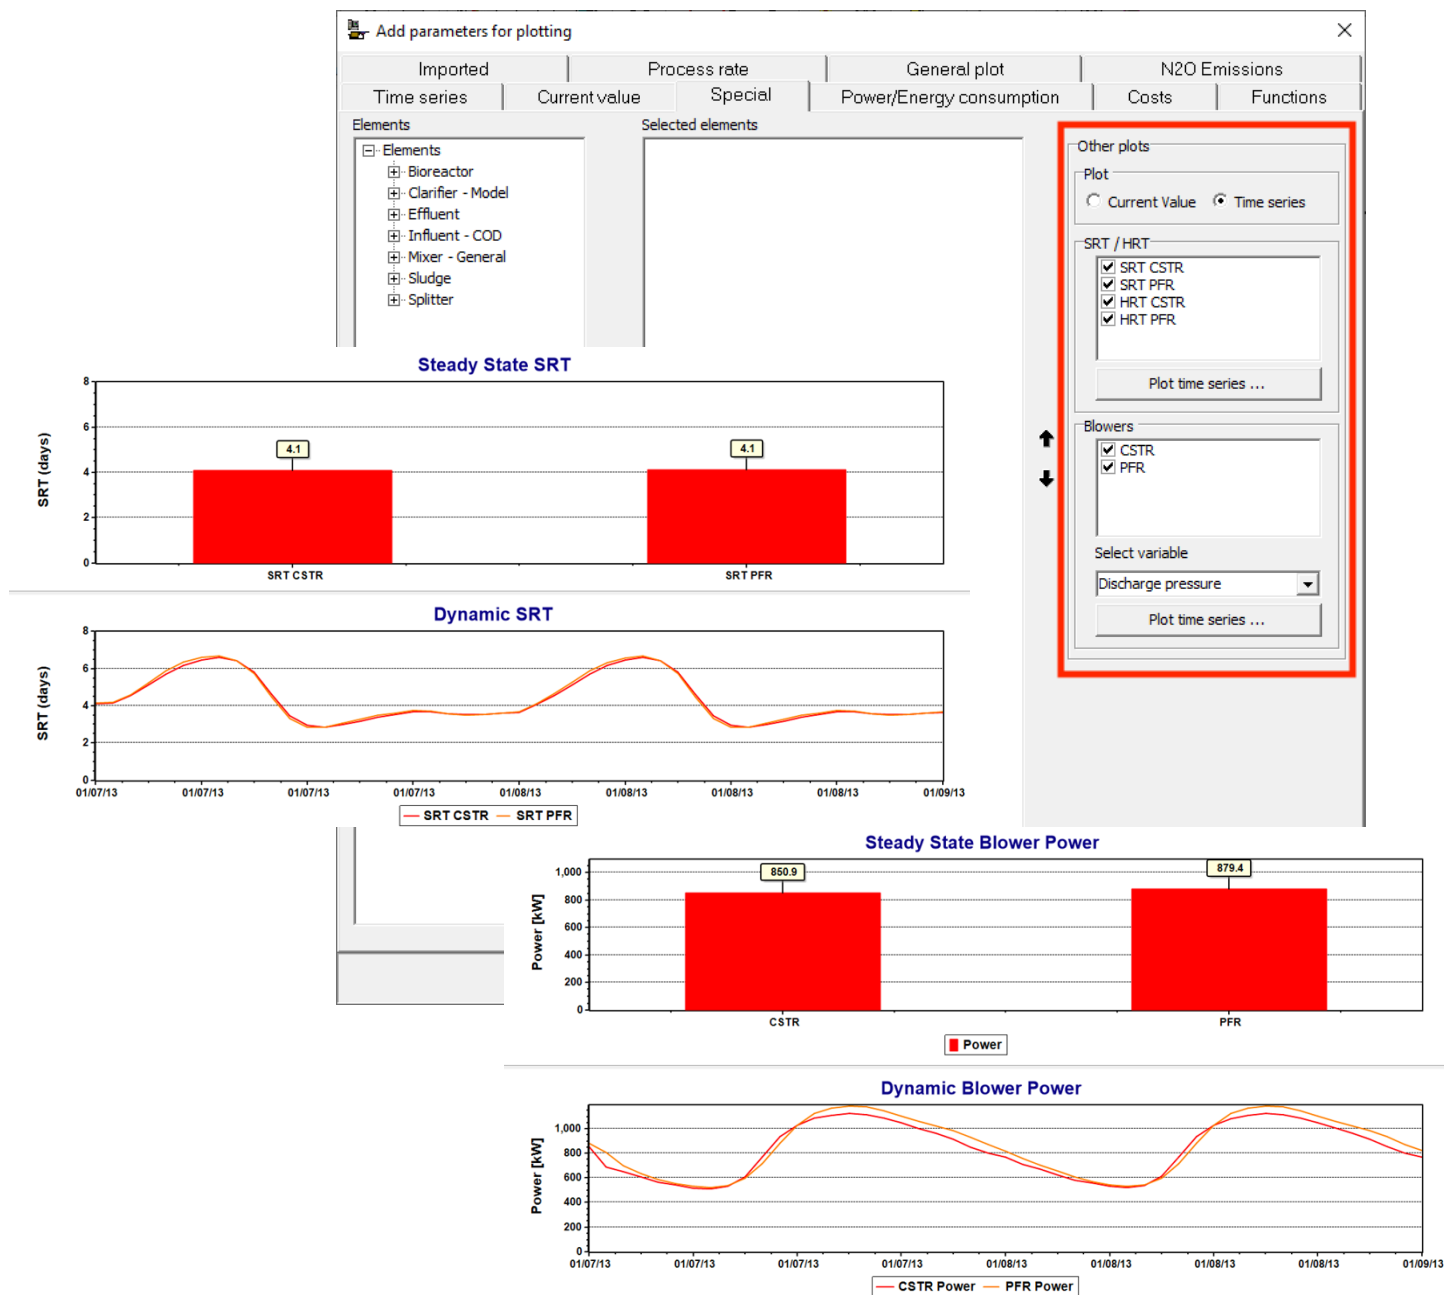 Add parameters for plotting
Imported Process rate General plot N2O Emissions
Time series Current value Special Power/Energy consumption Costs Functions
Elements Selected elements
Elements
Bioreactor
Clarifier - Model
Effluent
Influent - COD
Mixer - General
Sludge
Splitter
Other plots
Plot
Current Value Time series
SRT / HRT
SRT CSTR
SRT PFR
HRT CSTR
HRT PFR
Plot time series ...
Blowers
CSTR
PFR
Select variable
Discharge pressure
Plot time series ...
Steady State SRT
SRT (days)
8
6
4
2
0
4.1 4.1
SRT CSTR SRT PFR
Dynamic SRT
SRT (days)
8
6
4
2
0
01/07/13 01/07/13 01/07/13 01/07/13 01/08/13 01/08/13 01/08/13 01/08/13 01/09/13
SRT CSTR SRT PFR
Steady State Blower Power
Power [kW]
1,000
800
600
400
200
0
850.9 879.4
CSTR PFR
Power
Dynamic Blower Power
Power [kW]
1,000
800
600
400
200
0
01/07/13 01/07/13 01/07/13 01/07/13 01/08/13 01/08/13 01/08/13 01/08/13 01/09/13
CSTR Power PFR Power